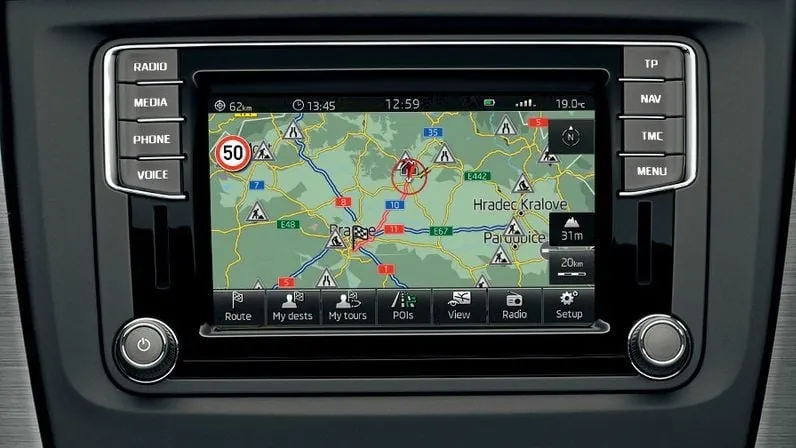 RADIO
MEDIA
PHONE
VOICE
TP
NAV
TMC
MENU
62km 13:45 12:59 19.0°C
50
35
5
E442
7
8
10
Hradec Kralove
E48
11
E67
Prague
Pardubice
31m
20km
5
1
Route My dests My tours POIs View Radio Setup